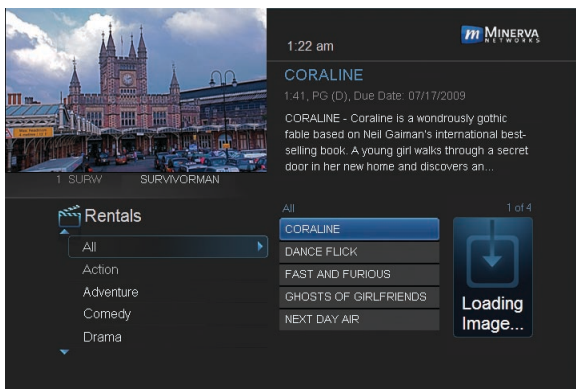 1:22 am
m MINERVA
NETWORKS
CORALINE
1:41, PG (D), Due Date: 07/17/2009
CORALINE - Coraline is a wondrously gothic
fable based on Neil Gaiman's international best-
selling book. A young girl walks through a secret
door in her new home and discovers an...
1 SURW SURVIVORMAN
Rentals
All
Action
Adventure
Comedy
Drama
All 1 of 4
CORALINE
DANCE FLICK
FAST AND FURIOUS
GHOSTS OF GIRLFRIENDS
NEXT DAY AIR
Loading
Image...